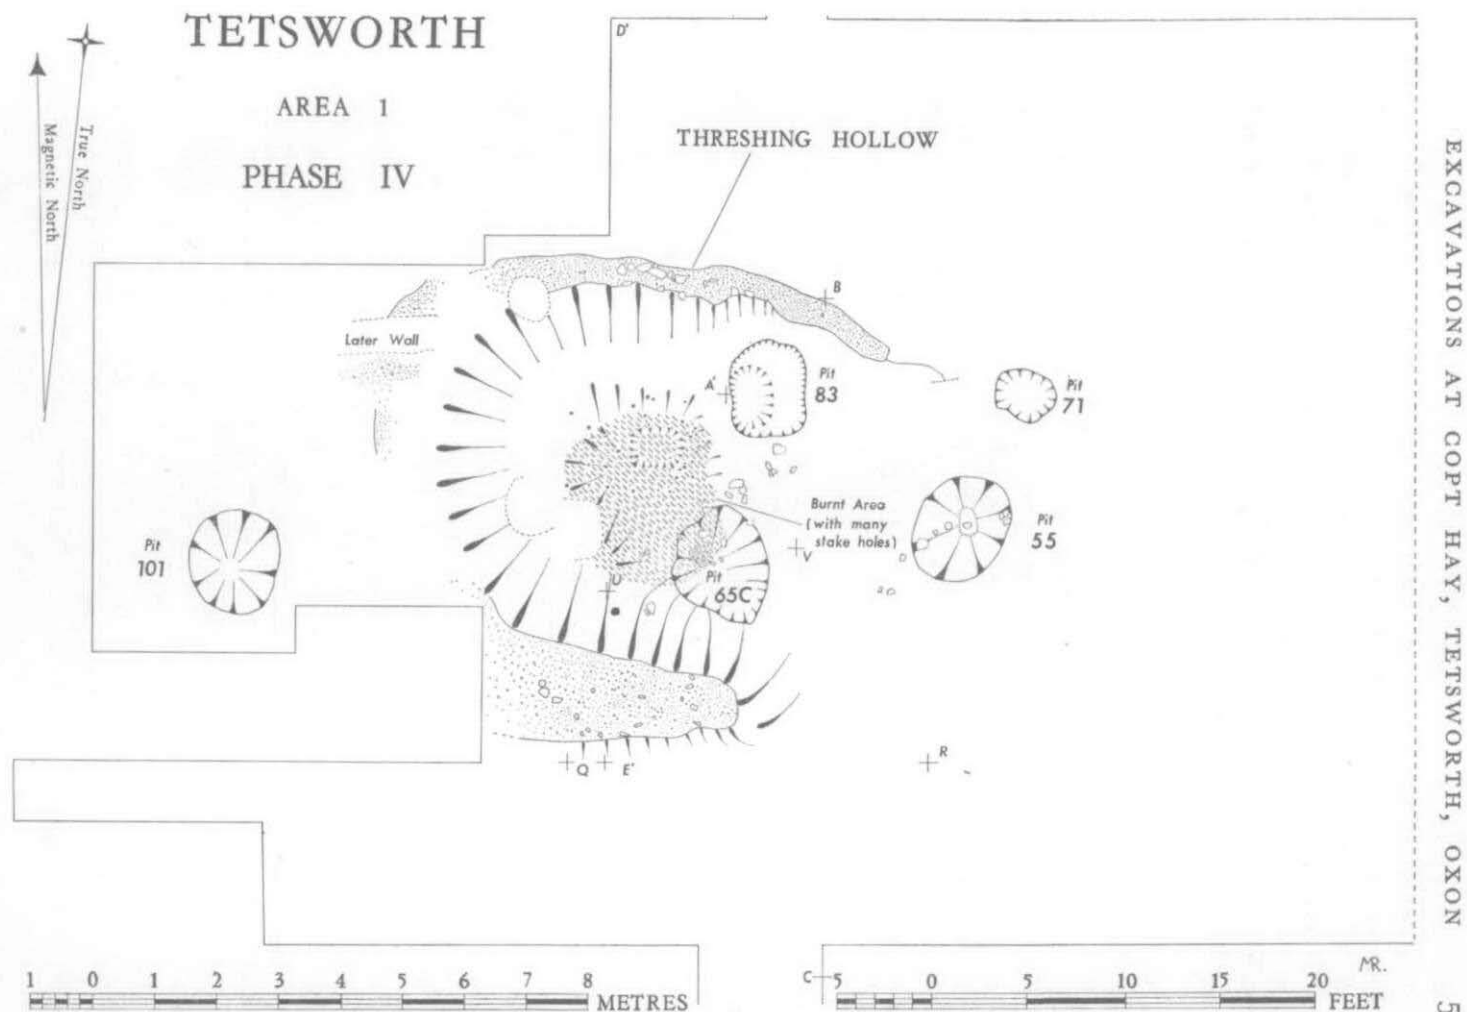 TETSWORTH
AREA 1
PHASE IV
True North
Magnetic North
D'
THRESHING HOLLOW
B
Later Wall
A'
Pit
83
Pit
71
Burnt Area
(with many
stake holes)
Pit
55
V
Pit
101
U
Pit
65C
Q
E'
R
C
1 0 1 2 3 4 5 6 7 8
METRES
5 0 5 10 15 20
FEET
MR.
EXCAVATIONS AT COPT HAY, TETSWORTH, OXON
5